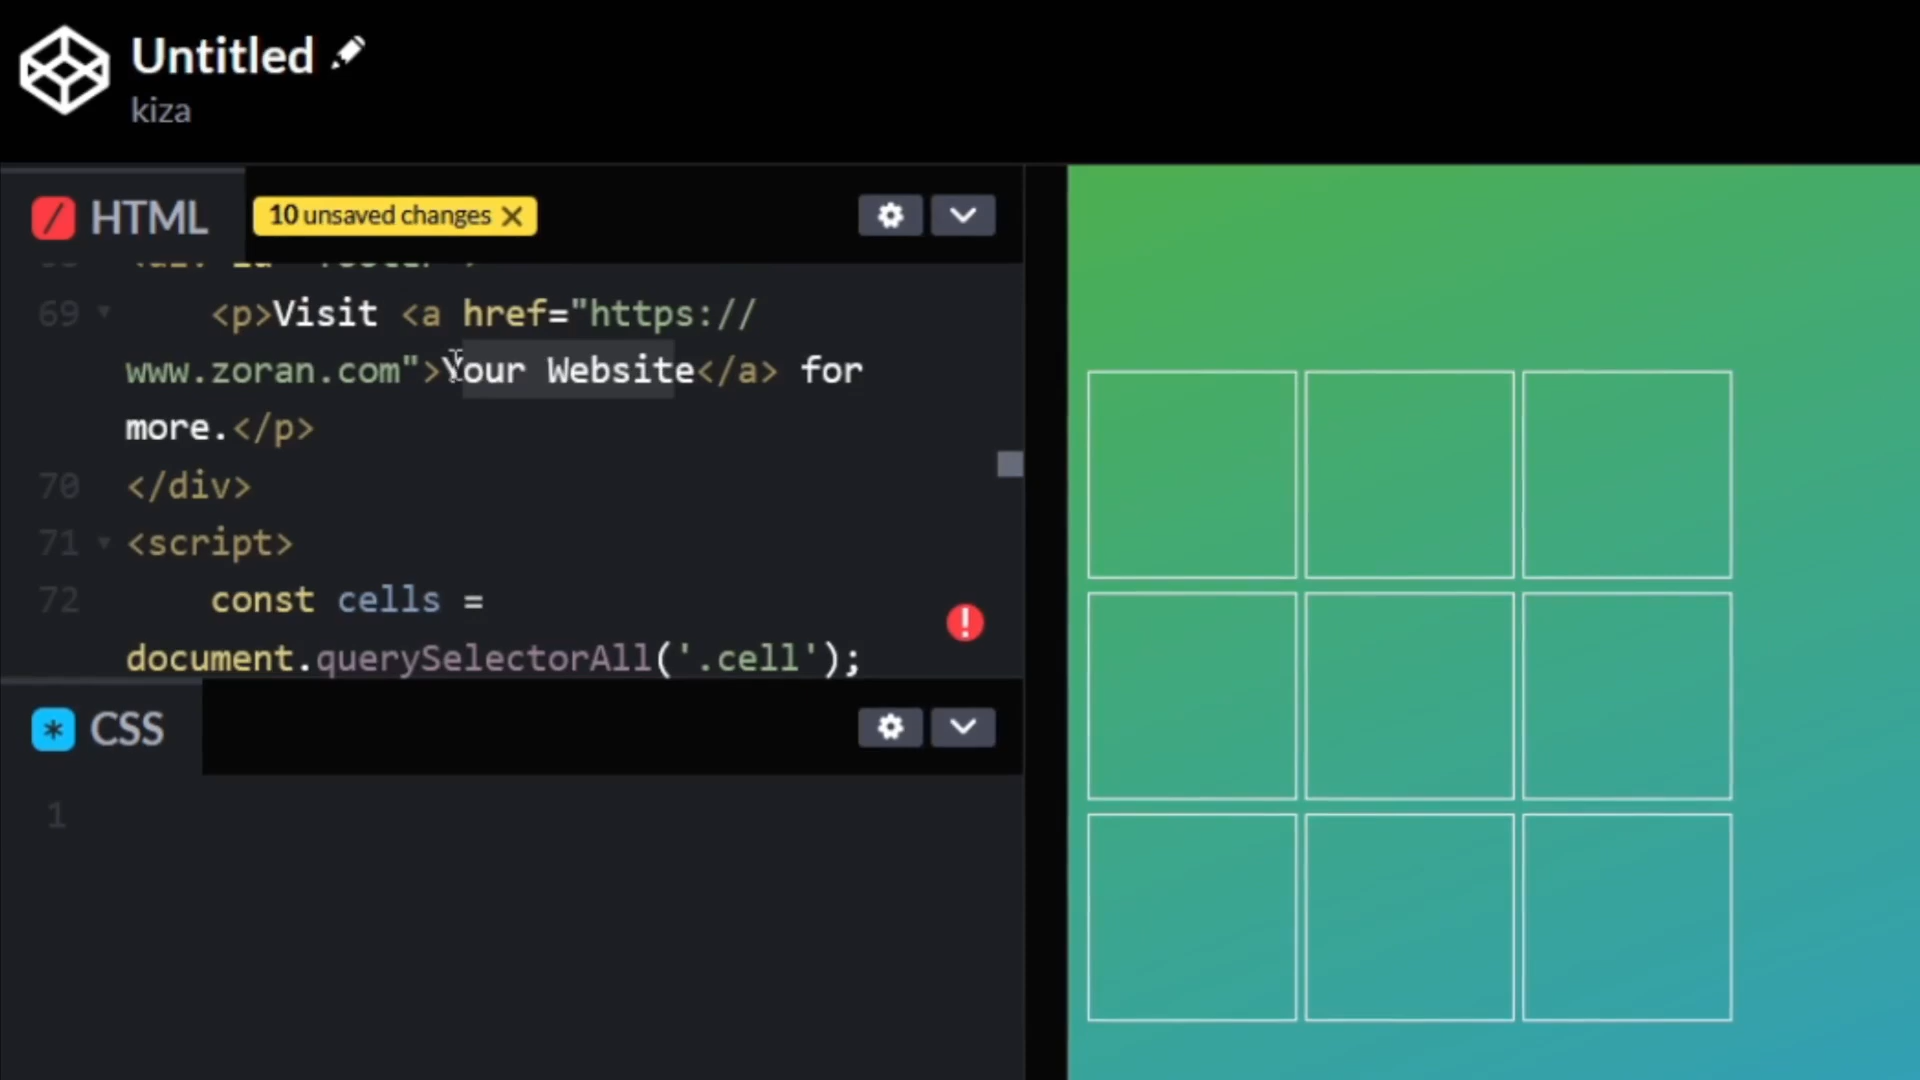 Untitled
kiza
/ HTML 10 unsaved changes X
69 <p>Visit <a href="https://
www.zoran.com">Your Website</a> for
more.</p>
70 </div>
71 <script>
72 const cells =
document.querySelectorAll('.cell');
* CSS
1